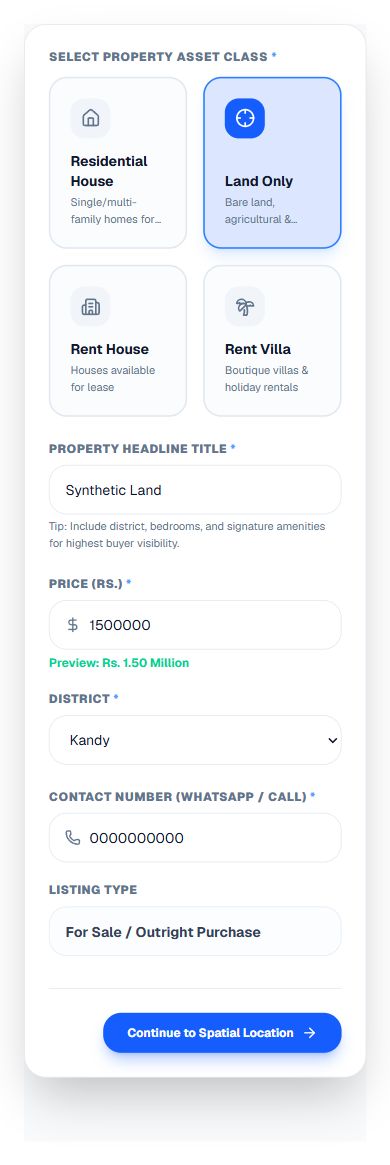 SELECT PROPERTY ASSET CLASS *
Residential
House
Single/multi-
family homes for...
Land Only
Bare land,
agricultural &...
Rent House
Houses available
for lease
Rent Villa
Boutique villas &
holiday rentals
PROPERTY HEADLINE TITLE *
Synthetic Land
Tip: Include district, bedrooms, and signature amenities
for highest buyer visibility.
PRICE (RS.) *
$ 1500000
Preview: Rs. 1.50 Million
DISTRICT *
Kandy
CONTACT NUMBER (WHATSAPP / CALL) *
0000000000
LISTING TYPE
For Sale / Outright Purchase
Continue to Spatial Location →